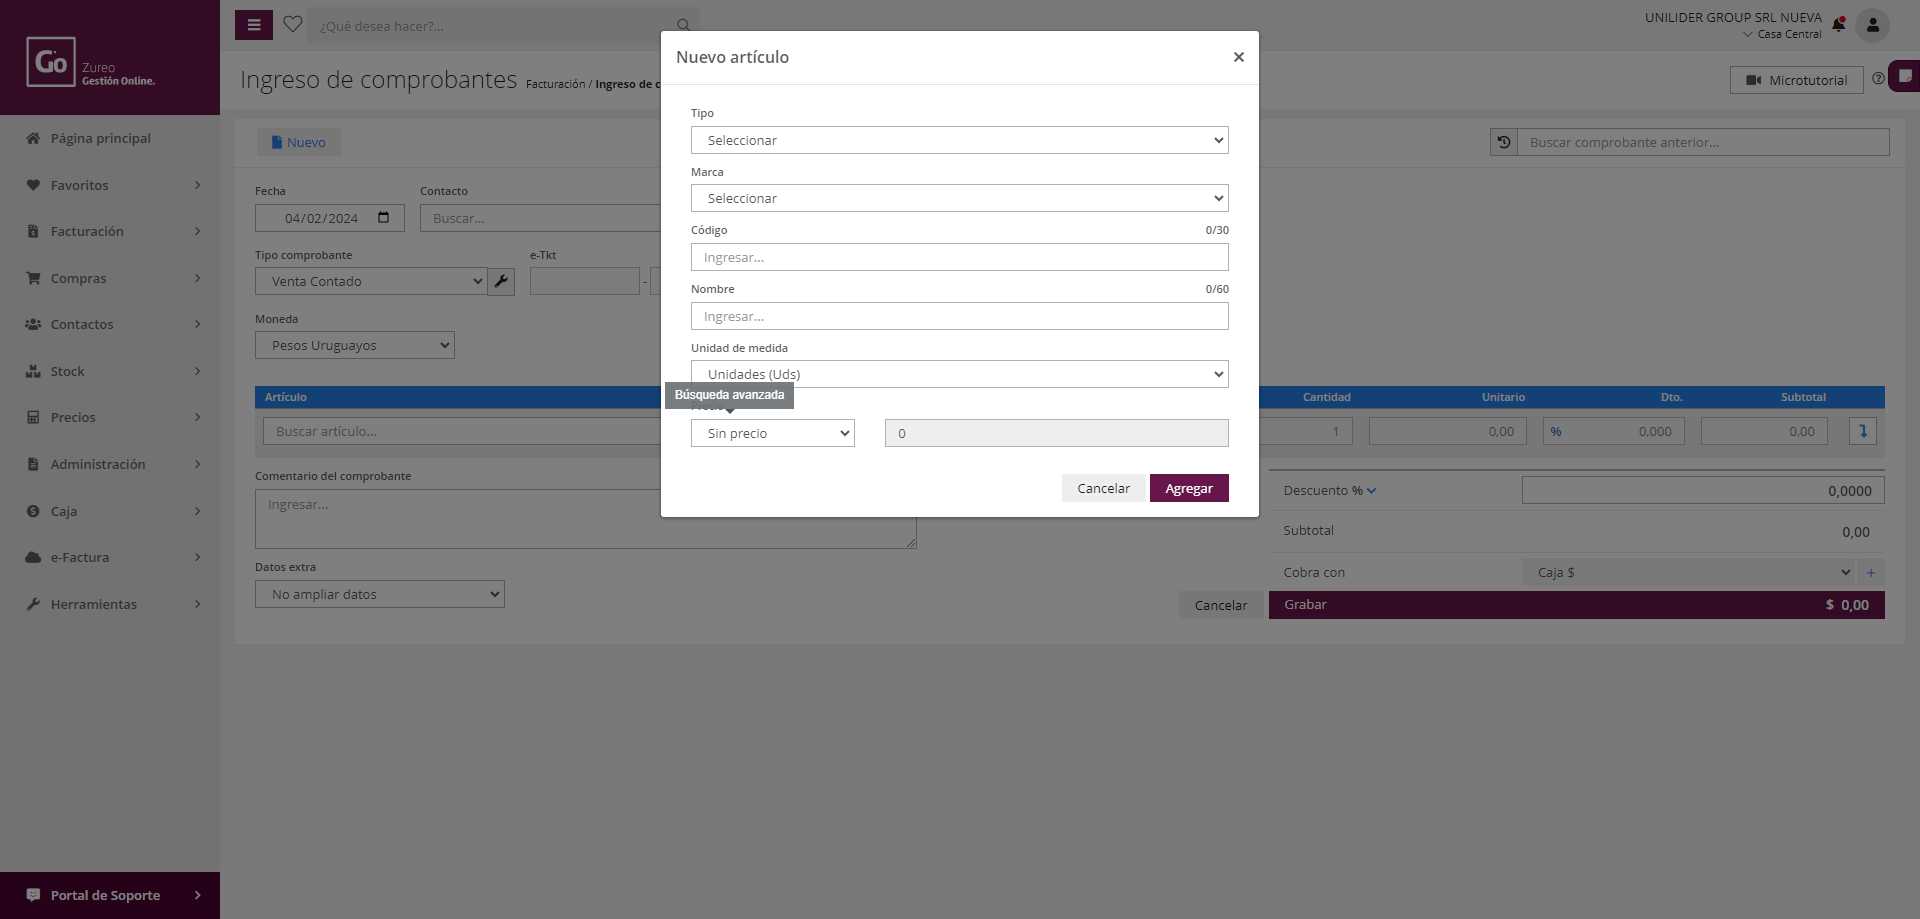 Go
Zureo
Gestión Online.
Página principal
Favoritos
Facturación
Compras
Contactos
Stock
Precios
Administración
Caja
e-Factura
Herramientas
Portal de Soporte
¿Qué desea hacer?...
UNILIDER GROUP SRL NUEVA
Casa Central
Ingreso de comprobantes
Facturación / Ingreso de c
Microtutorial
Nuevo
Buscar comprobante anterior...
Fecha
Contacto
04/02/2024
Buscar...
Tipo comprobante
e-Tkt
Venta Contado
-
Moneda
Pesos Uruguayos
Artículo
Cantidad
Unitario
Dto.
Subtotal
Buscar artículo...
1
0,00
%
0,000
0,00
Comentario del comprobante
Ingresar...
Datos extra
No ampliar datos
Descuento %
0,0000
Subtotal
0,00
Cobra con
Caja $
+
Cancelar
Grabar
$ 0,00
Nuevo artículo
×
Tipo
Seleccionar
Marca
Seleccionar
Código
0/30
Ingresar...
Nombre
0/60
Ingresar...
Unidad de medida
Unidades (Uds)
Búsqueda avanzada
Sin precio
0
Cancelar
Agregar